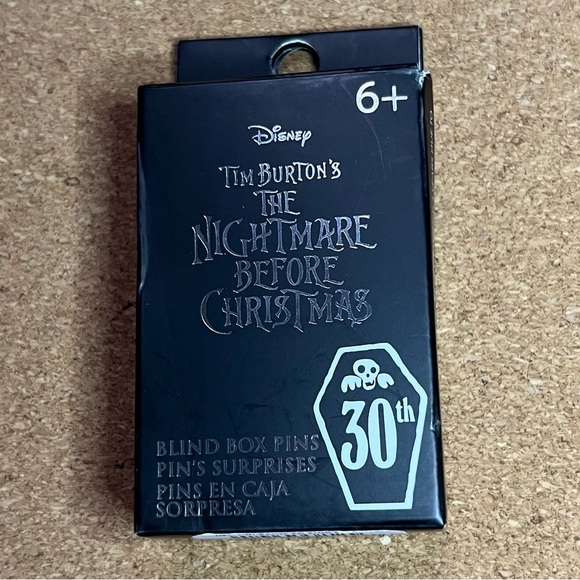 6+
Disney
TIM BURTON'S
THE
NIGHTMARE
BEFORE
CHRISTMAS
30th
BLIND BOX PINS
PIN'S SURPRISES
PINS EN CAJA
SORPRESA